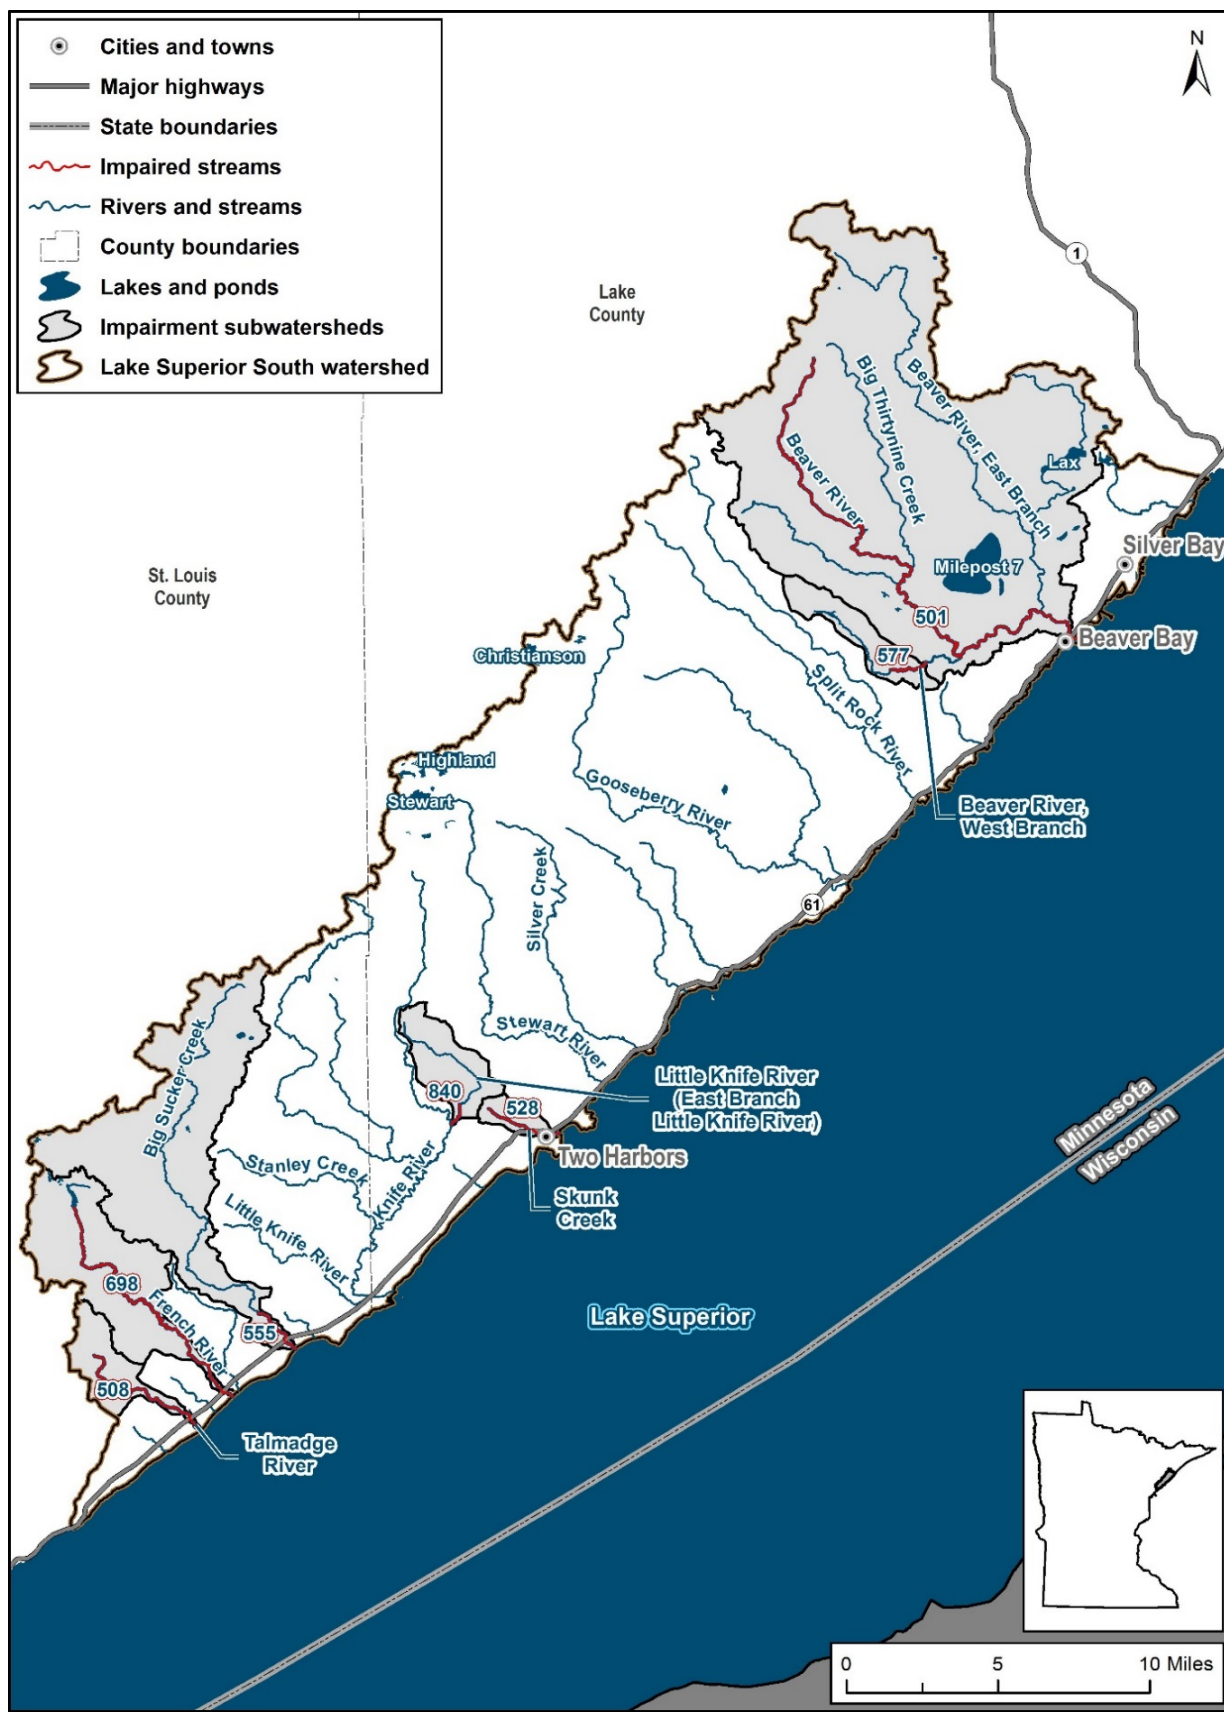 Cities and towns
Major highways
State boundaries
Impaired streams
Rivers and streams
County boundaries
Lakes and ponds
Impairment subwatersheds
Lake Superior South watershed
N
1
Lake
County
Big Thirtynine Creek
Beaver River, East Branch
Beaver River
Lax
Milepost 7
Silver Bay
St. Louis
County
501
Beaver Bay
577
Christianson
Split Rock River
Highland
Stewart
Gooseberry River
Beaver River,
West Branch
Silver Creek
61
Stewart River
Big Sucker Creek
Little Knife River
(East Branch
Little Knife River)
840
528
Minnesota
Wisconsin
Two Harbors
Stanley Creek
Knife River
Skunk
Creek
Little Knife River
698
French River
555
Lake Superior
508
Talmadge
River
0
5
10 Miles